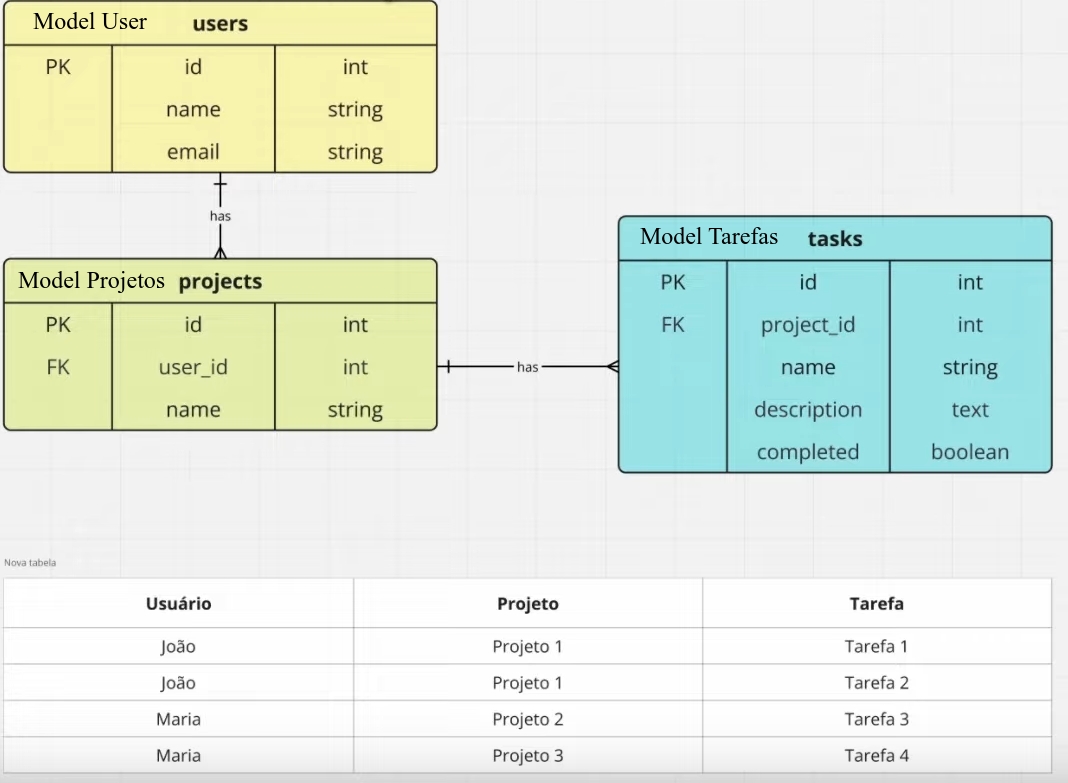 Model User users
PK id int
name string
email string
has
Model Projetos projects
PK id int
FK user_id int
name string
has
Model Tarefas tasks
PK id int
FK project_id int
name string
description text
completed boolean
Nova tabela
Usuário Projeto Tarefa
João Projeto 1 Tarefa 1
João Projeto 1 Tarefa 2
Maria Projeto 2 Tarefa 3
Maria Projeto 3 Tarefa 4